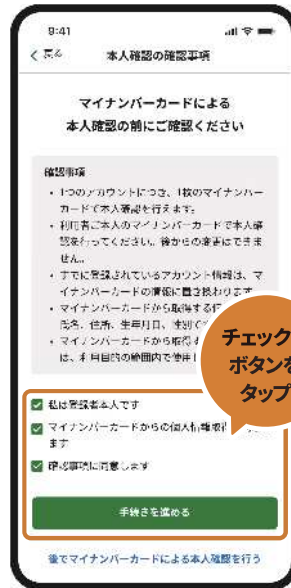 9:41
戻る
本人確認の確認事項
マイナンバーカードによる
本人確認の前にご確認ください
確認事項
・1つのアカウントにつき、1枚のマイナンバー
カードで本人確認を行えます。
・利用者ご本人のマイナンバーカードで本人確
認を行ってください。後からの変更はできま
せん。
・すでに登録されているアカウント情報は、マ
イナンバーカードの情報に置き換わります
・マイナンバーカードから取得する
氏名、住所、生年月日、性別で
・マイナンバーカードから取得
は、利用目的の範囲内で使用
チェック
ボタンを
タップ
私は登録者本人です
マイナンバーカードからの個人情報取得
ます
確認事項に同意します
手続きを進める
後でマイナンバーカードによる本人確認を行う